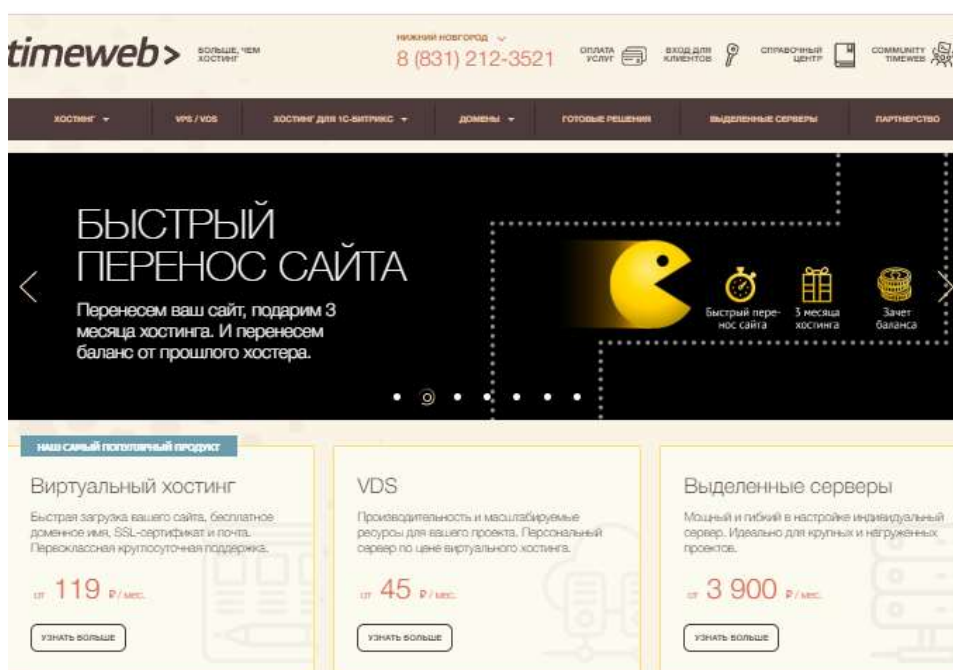 timeweb>
БОЛЬШЕ, ЧЕМ
ХОСТИНГ
НИЖНИЙ НОВГОРОД
8 (831) 212-3521
ОПЛАТА
УСЛУГ
ВХОД ДЛЯ
КЛИЕНТОВ
СПРАВОЧНЫЙ
ЦЕНТР
COMMUNITY
TIMEWEB
ХОСТИНГ
VPS / VDS
ХОСТИНГ ДЛЯ 1С-БИТРИКС
ДОМЕНЫ
ГОТОВЫЕ РЕШЕНИЯ
ВЫДЕЛЕННЫЕ СЕРВЕРЫ
ПАРТНЕРСТВО
БЫСТРЫЙ
ПЕРЕНОС САЙТА
Перенесем ваш сайт, подарим 3
месяца хостинга. И перенесем
баланс от прошлого хостера.
Быстрый пере-
нос сайта
3 месяца
хостинга
Зачет
баланса
НАШ САМЫЙ ПОПУЛЯРНЫЙ ПРОДУКТ
Виртуальный хостинг
Быстрая загрузка вашего сайта, бесплатное
доменное имя, SSL-сертификат и почта.
Первоклассная круглосуточная поддержка.
от 119 ₽/мес.
УЗНАТЬ БОЛЬШЕ
VDS
Производительность и масштабируемые
ресурсы для вашего проекта. Персональный
сервер по цене виртуального хостинга.
от 45 ₽/мес.
УЗНАТЬ БОЛЬШЕ
Выделенные серверы
Мощный и гибкий в настройке индивидуальный
сервер. Идеально для крупных и нагруженных
проектов.
от 3 900 ₽/мес.
УЗНАТЬ БОЛЬШЕ